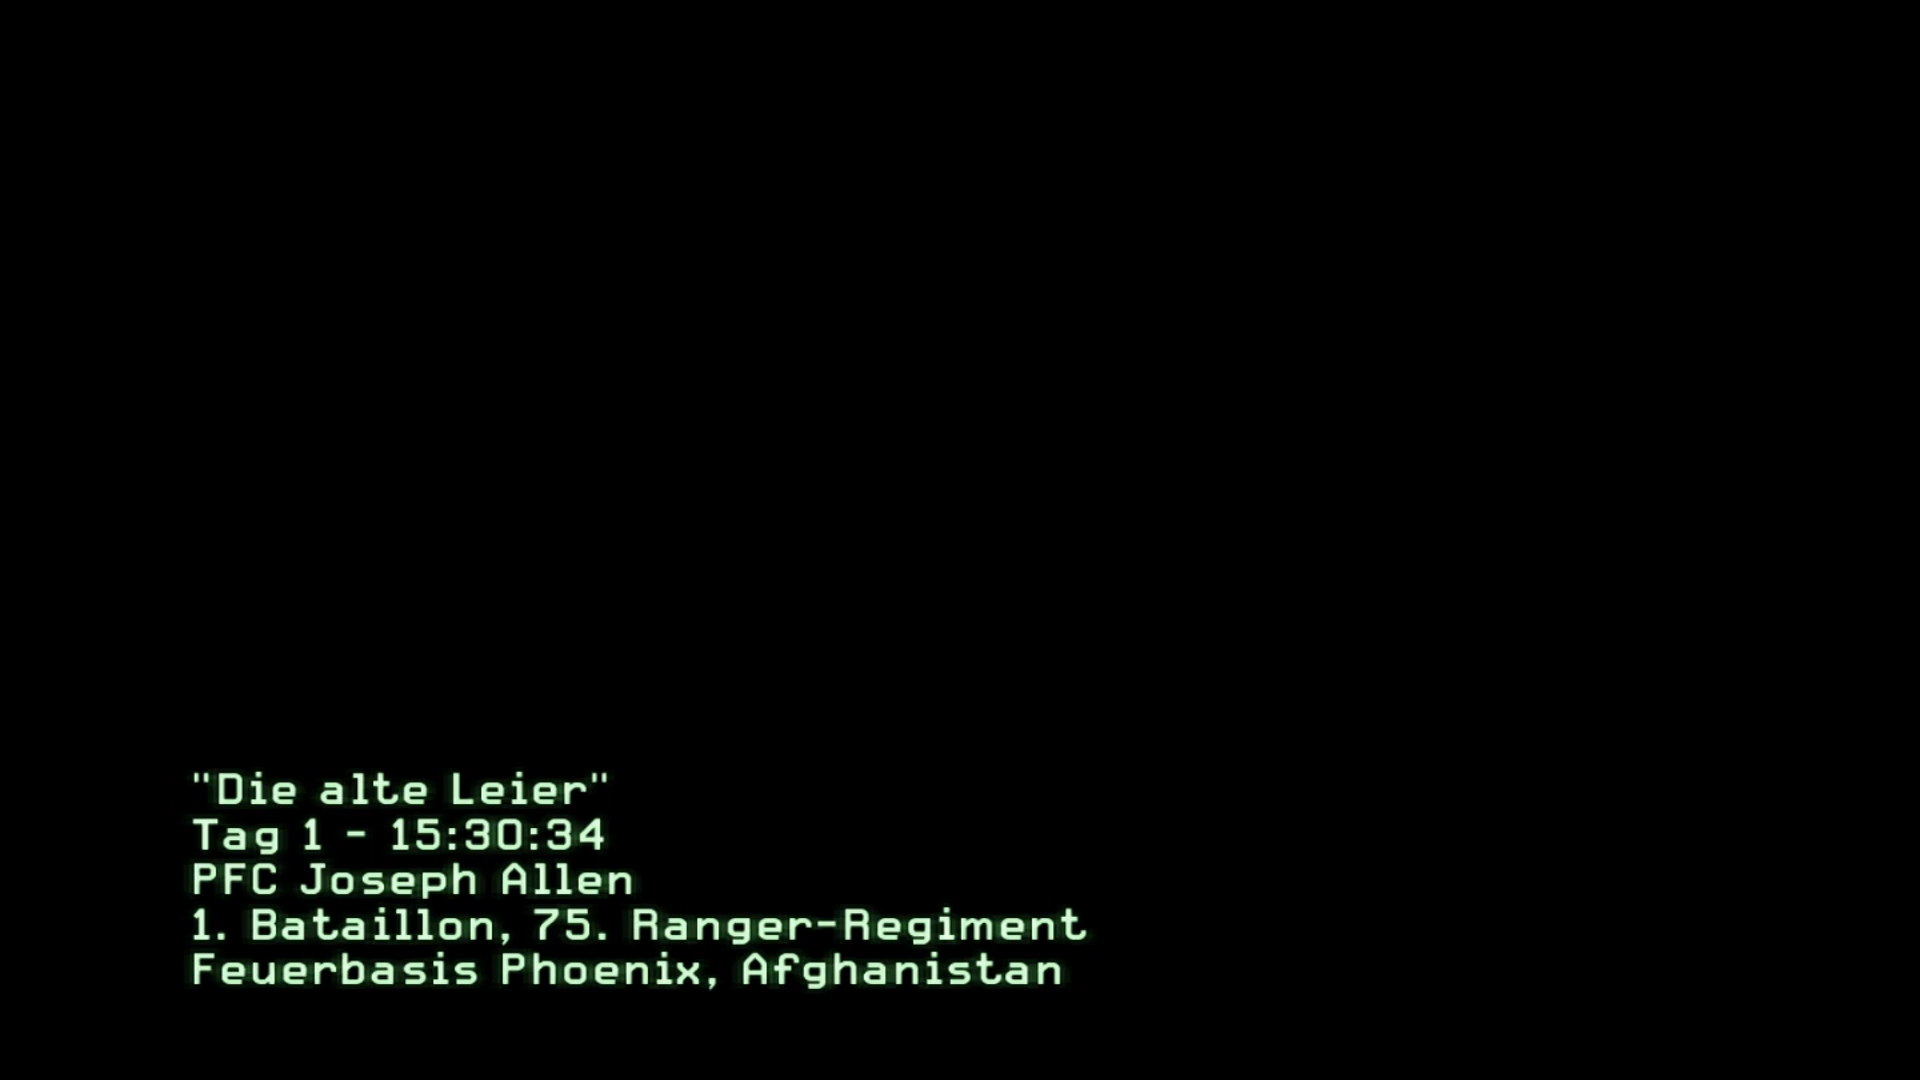 "Die alte Leier"
Tag 1 - 15:30:34
PFC Joseph Allen
1. Bataillon, 75. Ranger-Regiment
Feuerbasis Phoenix, Afghanistan